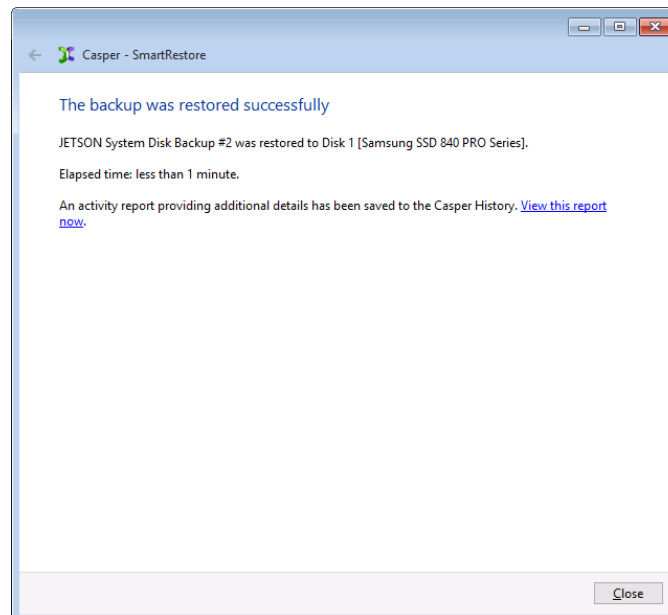 Casper - SmartRestore
The backup was restored successfully
JETSON System Disk Backup #2 was restored to Disk 1 [Samsung SSD 840 PRO Series].
Elapsed time: less than 1 minute.
An activity report providing additional details has been saved to the Casper History. View this report
now.
Close